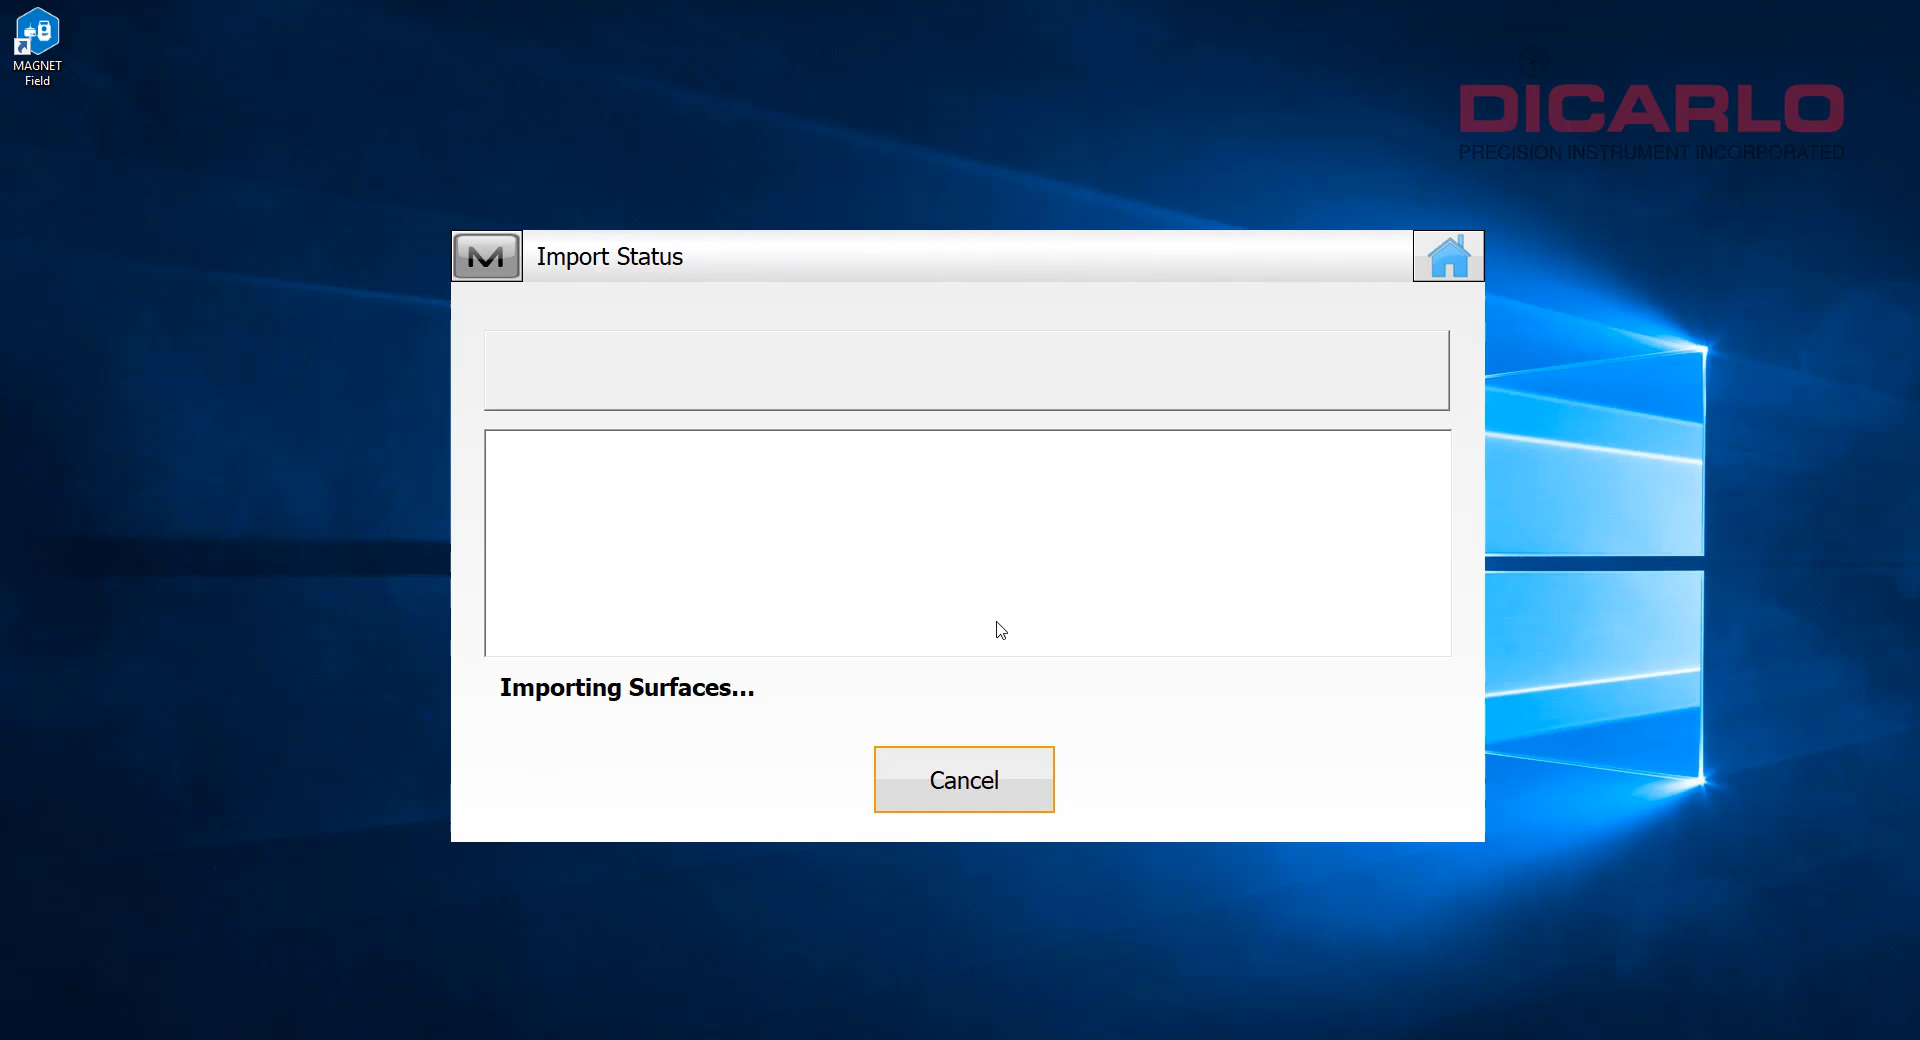 MAGNET
Field
DICARLO
PRECISION INSTRUMENT INCORPORATED
Import Status
Importing Surfaces...
Cancel